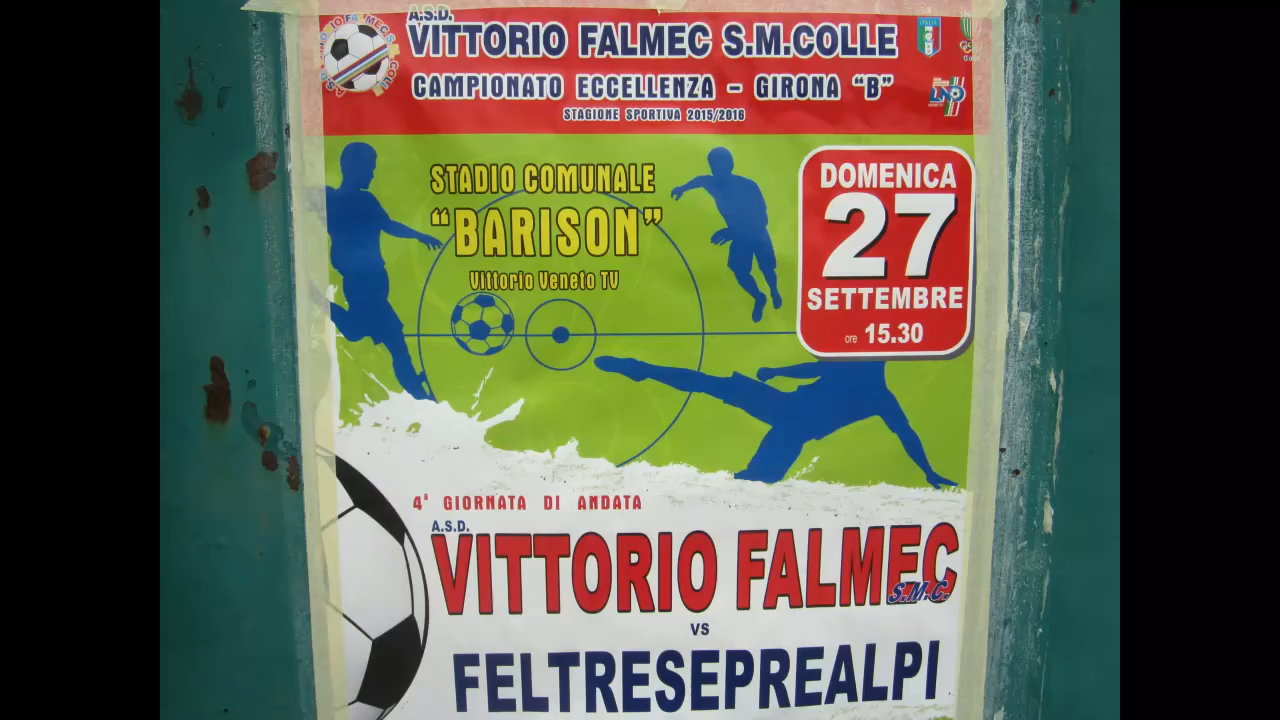 A.S.D.
VITTORIO FALMEC S.M.COLLE
CAMPIONATO ECCELLENZA - GIRONA "B"
STAGIONE SPORTIVA 2015/2016
STADIO COMUNALE
"BARISON"
Vittorio Veneto TV
DOMENICA
27
SETTEMBRE
ore 15.30
4ª GIORNATA DI ANDATA
A.S.D.
VITTORIO FALMEC
S.M.C.
VS
FELTRESEPREALPI